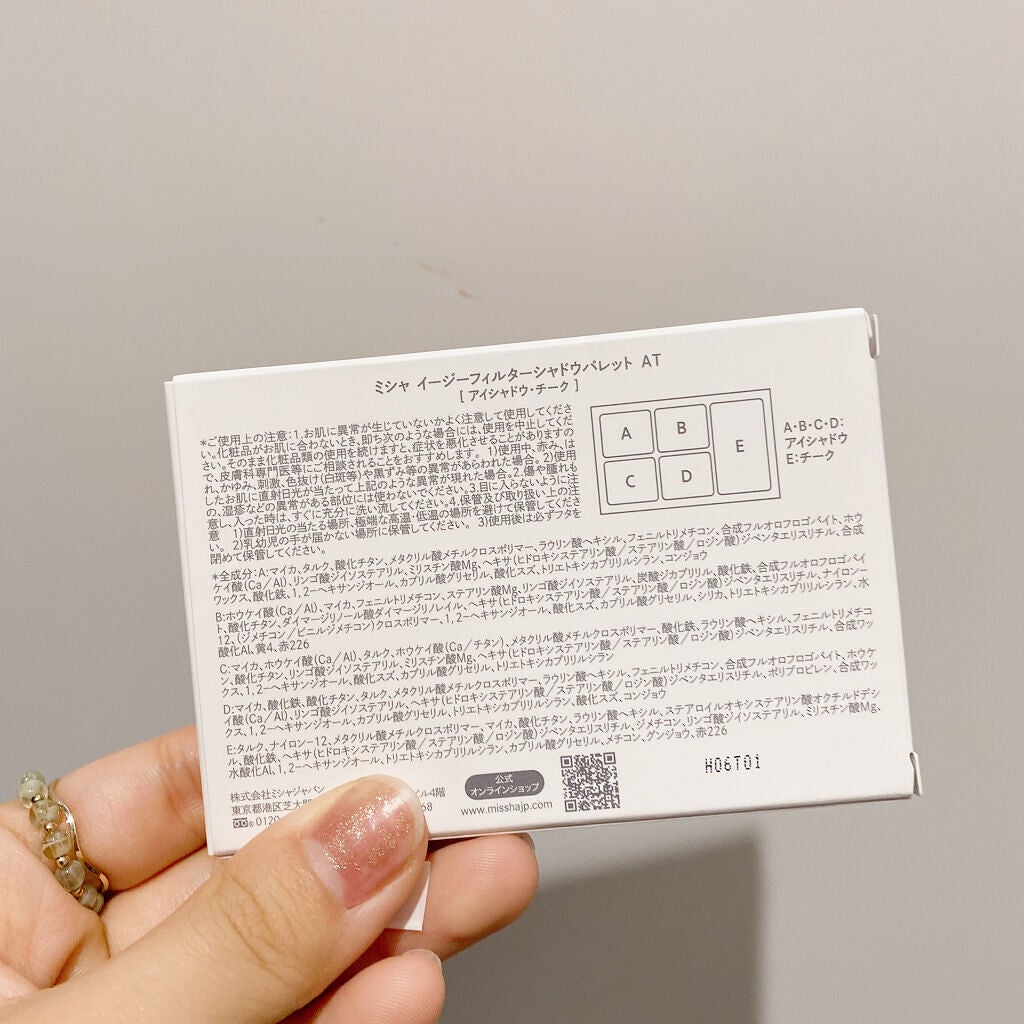 ミシャ イージーフィルターシャドウパレット AT
[ アイシャドウ・チーク ]
*ご使用上の注意:1.お肌に異常が生じていないかよく注意して使用してくださ
い。化粧品がお肌に合わないとき、即ち次のような場合には、使用を中止してくだ
さい。そのまま化粧品類の使用を続けますと、症状を悪化させることがありますの
で、皮膚科専門医等にご相談されることをおすすめします。 1)使用中、赤み、は
れ、かゆみ、刺激、色抜け(白斑等)や黒ずみ等の異常があらわれた場合。2)使用
したお肌に直射日光が当たって上記のような異常が現れた場合。2.傷や腫れも
の、湿疹などの異常がある部位には使わないでください。3.目に入らないように注
意し、入った時は、すぐに充分に洗い流してください。4.保管及び取り扱い上の注
意 1)直射日光の当たる場所、極端な高温・低温の場所を避けて保管してくださ
い。 2)乳幼児の手が届かない場所に保管してください。 3)使用後は必ずフタを
閉めて保管してください。
A
B
C
D
E
A・B・C・D:
アイシャドウ
E:チーク
*全成分:A:マイカ、タルク、酸化チタン、メタクリル酸メチルクロスポリマー、ラウリン酸ヘキシル、フェニルトリメチコン、合成フルオロフロゴパイト、ホウ
ケイ酸(Ca/Al)、リンゴ酸ジイソステアリル、ミリスチン酸Mg、ヘキサ(ヒドロキシステアリン酸/ステアリン酸/ロジン酸)ジペンタエリスリチル、合成
ワックス、酸化鉄、1,2-ヘキサンジオール、カプリル酸グリセリル、酸化スズ、トリエトキシカプリルシラン、コンジョウ
B:ホウケイ酸(Ca/Al)、マイカ、フェニルトリメチコン、ステアリン酸Mg、リンゴ酸ジイソステアリル、炭酸ジカプリル、酸化鉄、合成フルオロフロゴパイ
ト、酸化チタン、ダイマージリノール酸ダイマージリノレイル、ヘキサ(ヒドロキシステアリン酸/ステアリン酸/ロジン酸)ジペンタエリスリチル、ナイロン-
12、(ジメチコン/ビニルジメチコン)クロスポリマー、1,2-ヘキサンジオール、酸化スズ、カプリル酸グリセリル、シリカ、トリエトキシカプリルシラン、水
酸化Al、黄4、赤226
C:マイカ、ホウケイ酸(Ca/Al)、タルク、ホウケイ酸(Ca/チタン)、メタクリル酸メチルクロスポリマー、酸化鉄、ラウリン酸ヘキシル、フェニルトリメチコ
ン、酸化チタン、リンゴ酸ジイソステアリル、ミリスチン酸Mg、ヘキサ(ヒドロキシステアリン酸/ステアリン酸/ロジン酸)ジペンタエリスリチル、合成ワッ
クス、1,2-ヘキサンジオール、酸化スズ、カプリル酸グリセリル、トリエトキシカプリルシラン
D:マイカ、酸化鉄、酸化チタン、タルク、メタクリル酸メチルクロスポリマー、ラウリン酸ヘキシル、フェニルトリメチコン、合成フルオロフロゴパイト、ホウケ
イ酸(Ca/Al)、リンゴ酸ジイソステアリル、ミリスチン酸Mg、ヘキサ(ヒドロキシステアリン酸/ステアリン酸/ロジン酸)ジペンタエリスリチル、ポリプロピレン、合成ワッ
クス、1,2-ヘキサンジオール、カプリル酸グリセリル、トリエトキシカプリルシラン、酸化スズ、コンジョウ
E:タルク、ナイロン-12、メタクリル酸メチルクロスポリマー、マイカ、酸化チタン、ラウリン酸ヘキシル、ステアロイルオキシステアリン酸オクチルドデシ
ル、酸化鉄、ヘキサ(ヒドロキシステアリン酸/ステアリン酸/ロジン酸)ジペンタエリスリチル、ジメチコン、リンゴ酸ジイソステアリル、ミリスチン酸Mg、
水酸化Al、1,2-ヘキサンジオール、トリエトキシカプリルシラン、カプリル酸グリセリル、メチコン、グンジョウ、赤226
株式会社ミシャジャパン
東京都港区芝大門
ビル4階
68
0120
公式
オンラインショップ
www.misshajp.com
H06T01